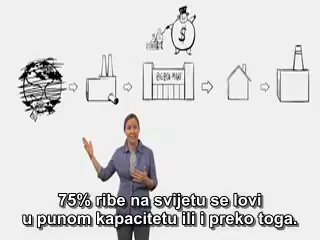 $
75% ribe na svijetu se lovi
u punom kapacitetu ili i preko toga.